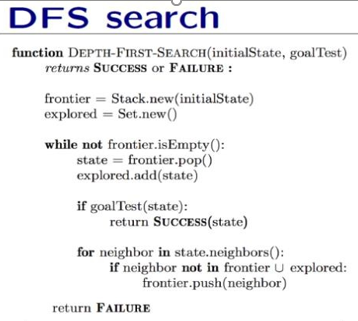 DFS search
function DEPTH-FIRST-SEARCH(initialState, goalTest)
returns SUCCESS or FAILURE :
frontier = Stack.new(initialState)
explored = Set.new()
while not frontier.isEmpty():
state = frontier.pop()
explored.add(state)
if goalTest(state):
return SUCCESS(state)
for neighbor in state.neighbors():
if neighbor not in frontier ∪ explored:
frontier.push(neighbor)
return FAILURE